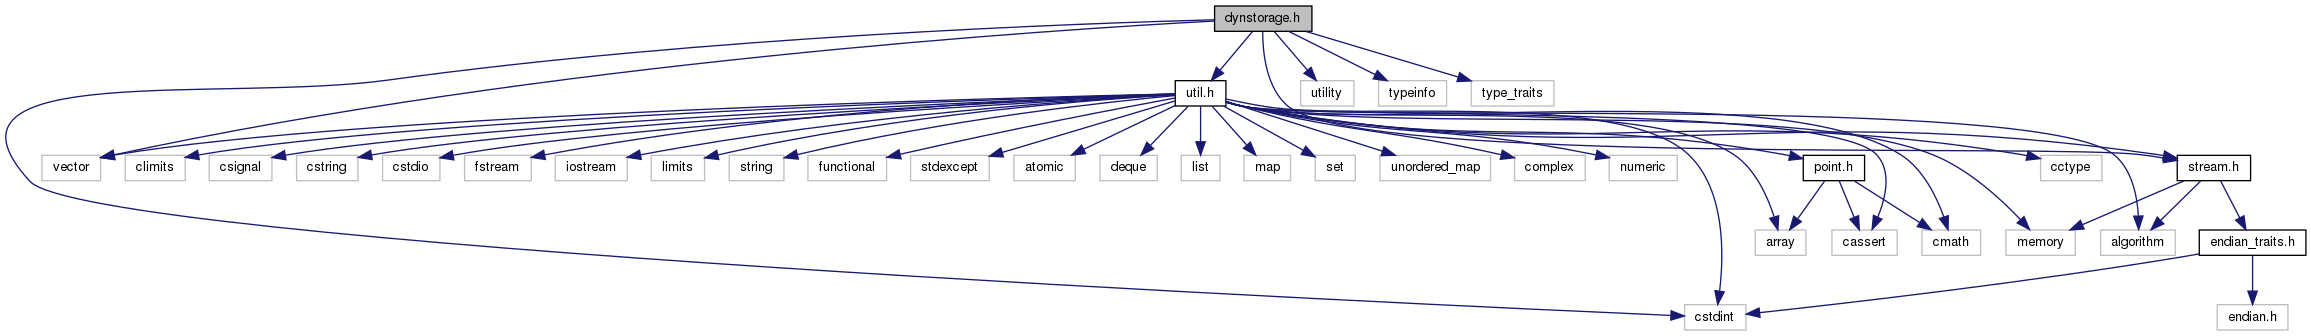 dynstorage.h
util.h
utility
typeinfo
type_traits
vector
climits
csignal
cstring
cstdio
fstream
iostream
limits
string
functional
stdexcept
atomic
deque
list
map
set
unordered_map
complex
numeric
point.h
cctype
stream.h
array
cassert
cmath
memory
algorithm
endian_traits.h
cstdint
endian.h